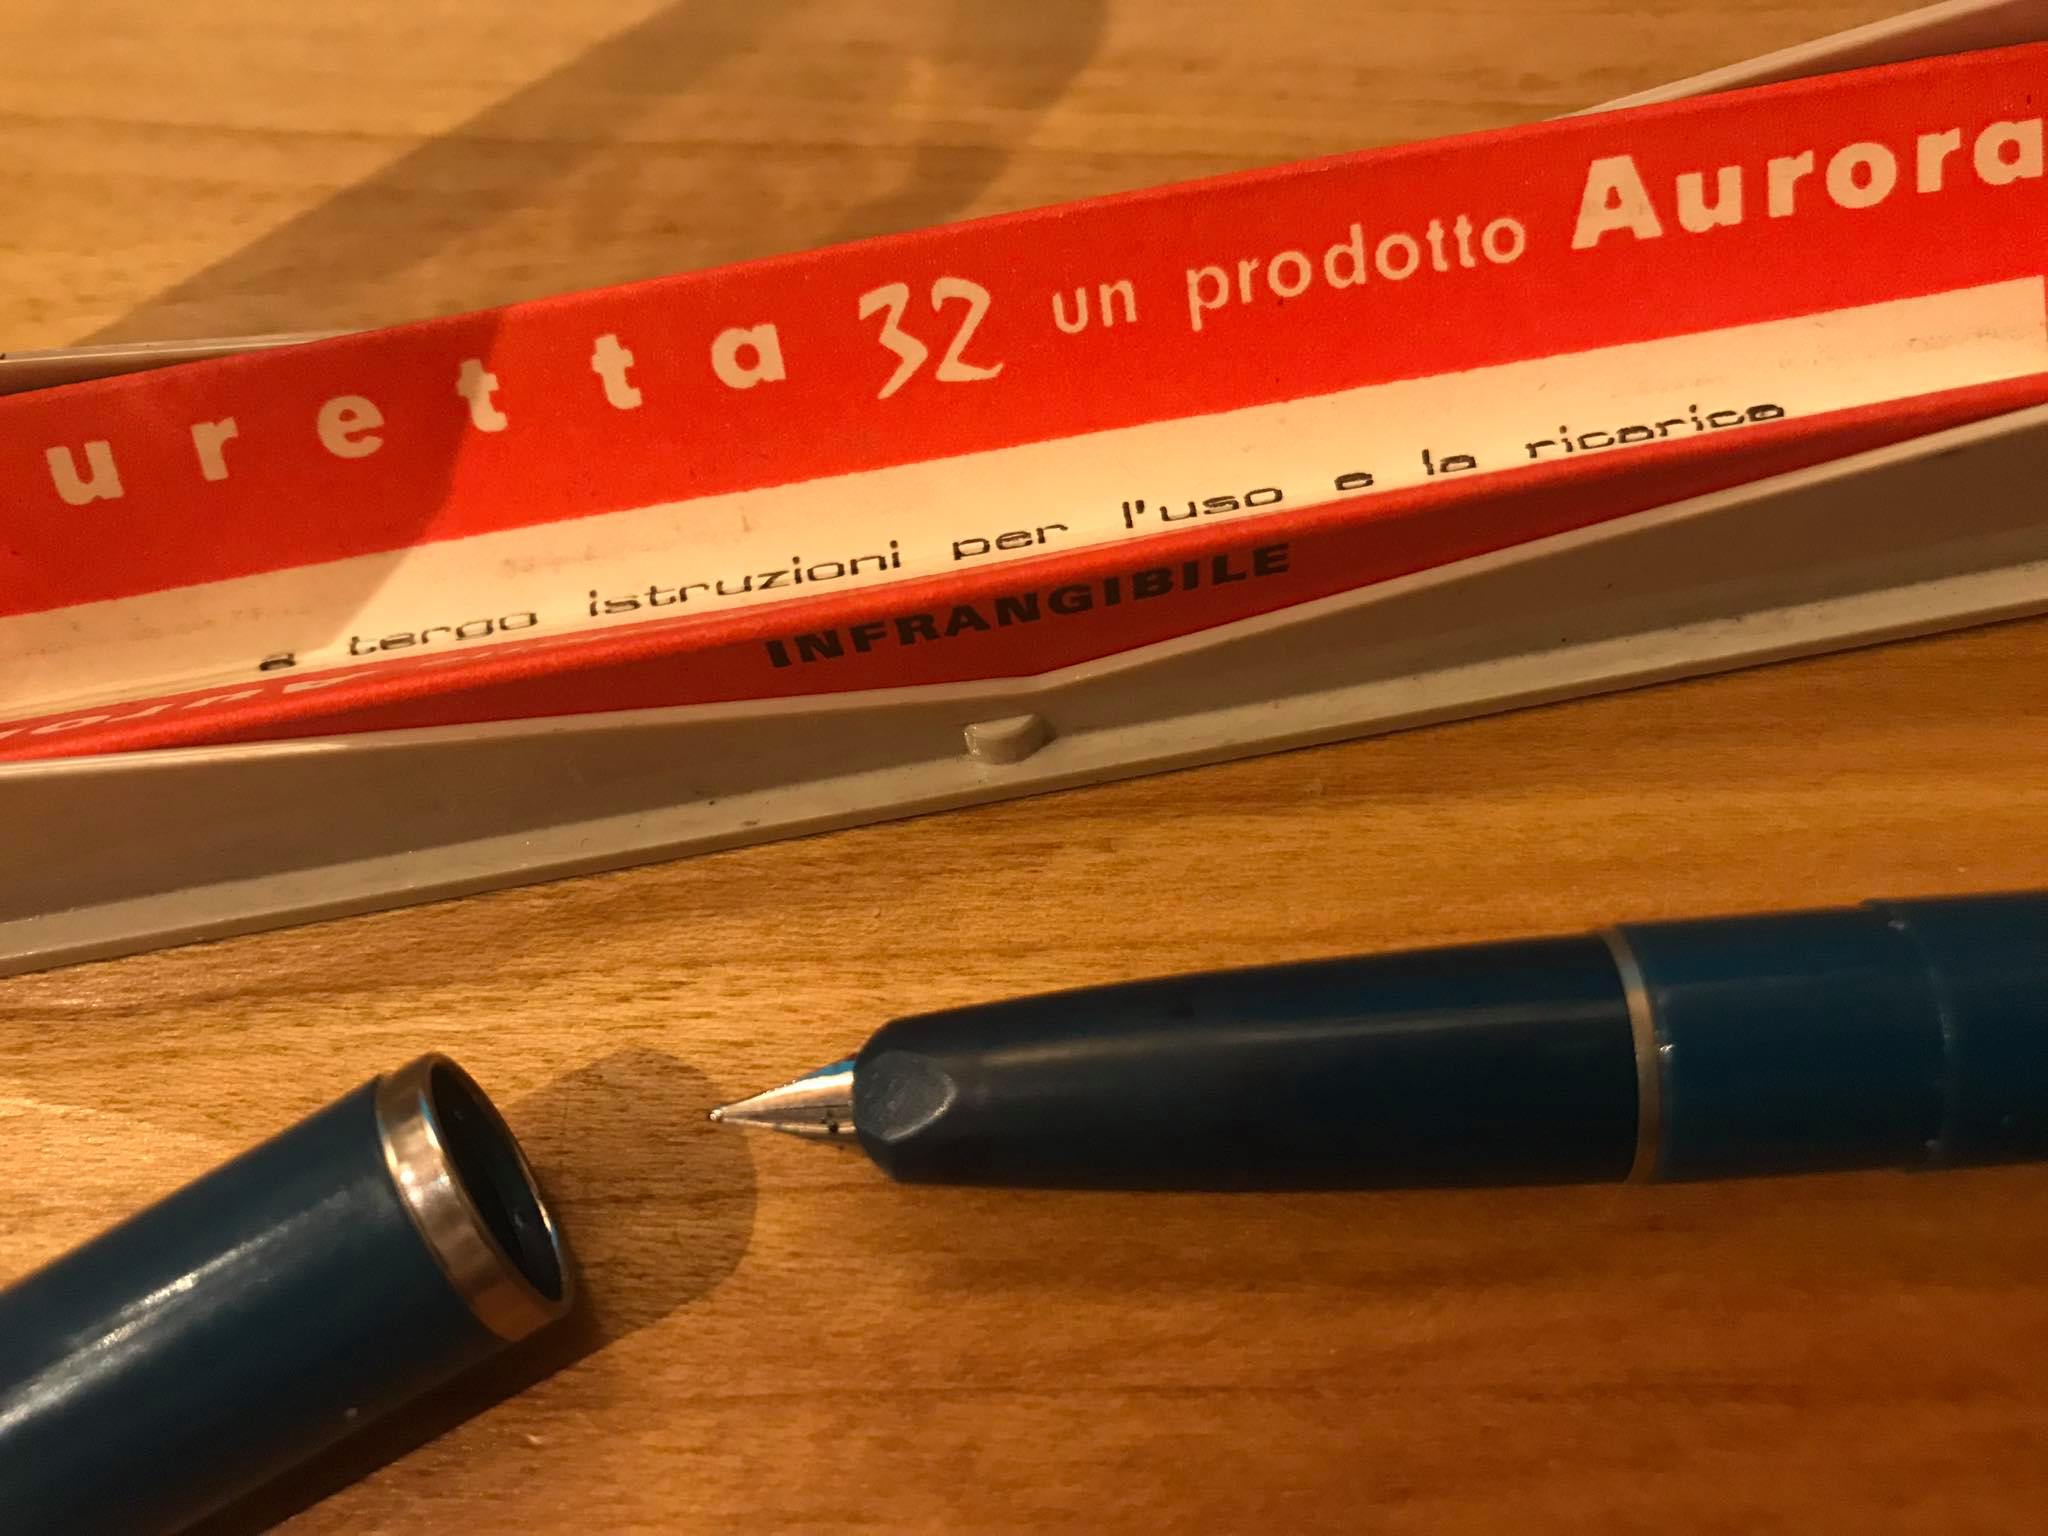 uretta 32 un prodotto Aurora
a tergo istruzioni per l'uso e la ricarica
INFRANGIBILE